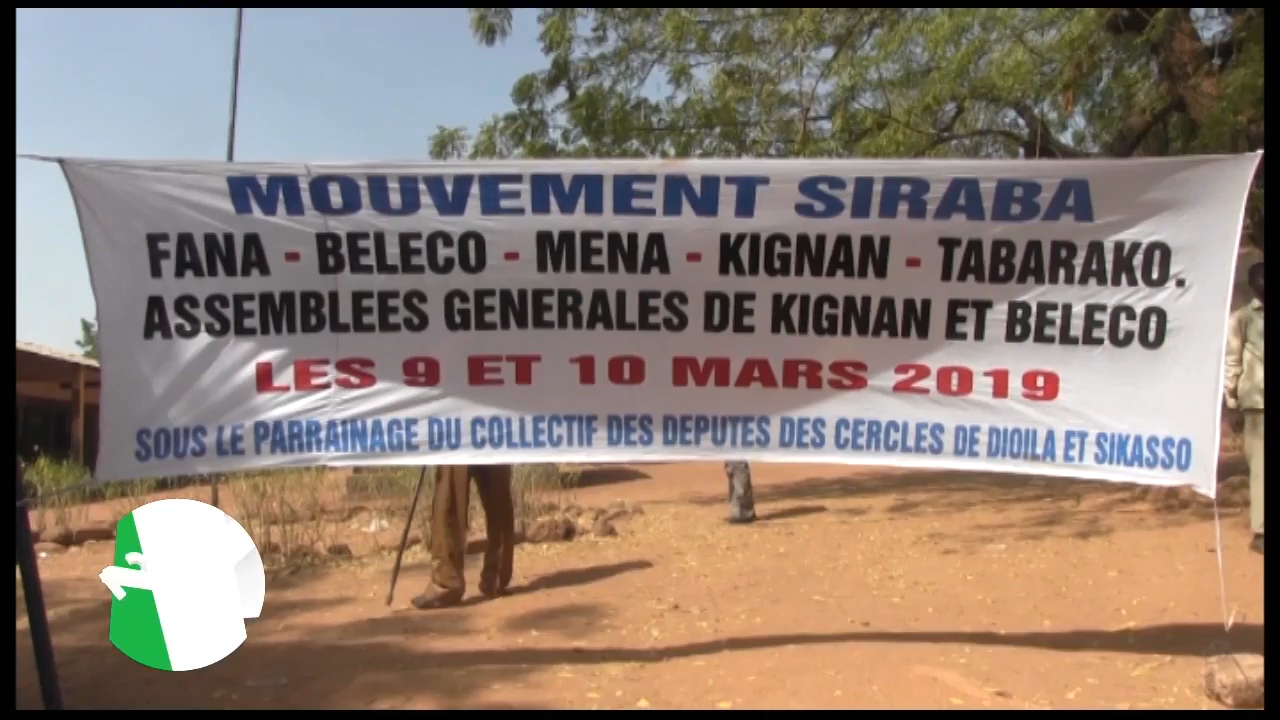 MOUVEMENT SIRABA
FANA - BELECO - MENA - KIGNAN - TABARAKO.
ASSEMBLEES GENERALES DE KIGNAN ET BELECO
LES 9 ET 10 MARS 2019
SOUS LE PARRAINAGE DU COLLECTIF DES DEPUTES DES CERCLES DE DIOILA ET SIKASSO